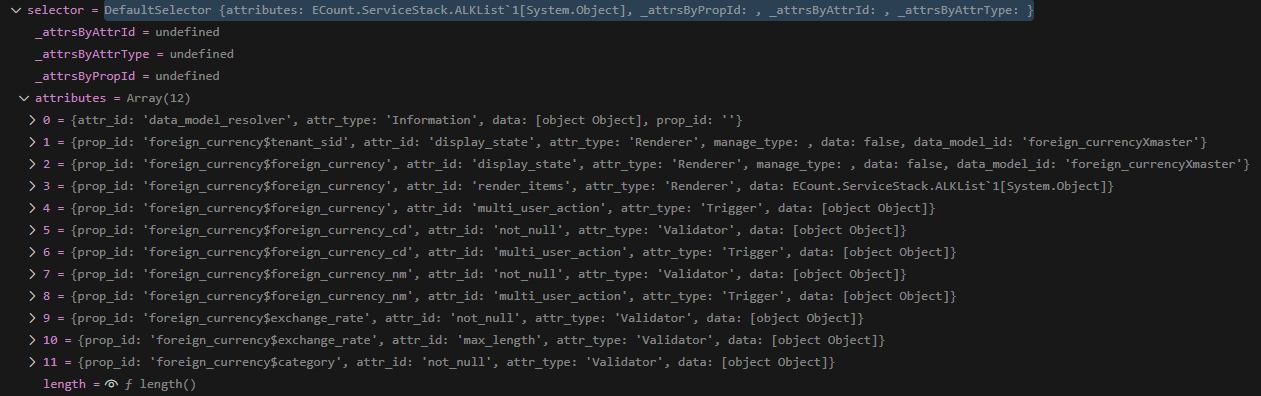 selector = DefaultSelector {attributes: ECount.ServiceStack.ALKList`1[System.Object], _attrsByPropId: , _attrsByAttrId: , _attrsByAttrType: }
_attrsByAttrId = undefined
_attrsByAttrType = undefined
_attrsByPropId = undefined
attributes = Array(12)
0 = {attr_id: 'data_model_resolver', attr_type: 'Information', data: [object Object], prop_id: ''}
1 = {prop_id: 'foreign_currency$tenant_sid', attr_id: 'display_state', attr_type: 'Renderer', manage_type: , data: false, data_model_id: 'foreign_currencyXmaster'}
2 = {prop_id: 'foreign_currency$foreign_currency', attr_id: 'display_state', attr_type: 'Renderer', manage_type: , data: false, data_model_id: 'foreign_currencyXmaster'}
3 = {prop_id: 'foreign_currency$foreign_currency', attr_id: 'render_items', attr_type: 'Renderer', data: ECount.ServiceStack.ALKList`1[System.Object]}
4 = {prop_id: 'foreign_currency$foreign_currency', attr_id: 'multi_user_action', attr_type: 'Trigger', data: [object Object]}
5 = {prop_id: 'foreign_currency$foreign_currency_cd', attr_id: 'not_null', attr_type: 'Validator', data: [object Object]}
6 = {prop_id: 'foreign_currency$foreign_currency_cd', attr_id: 'multi_user_action', attr_type: 'Trigger', data: [object Object]}
7 = {prop_id: 'foreign_currency$foreign_currency_nm', attr_id: 'not_null', attr_type: 'Validator', data: [object Object]}
8 = {prop_id: 'foreign_currency$foreign_currency_nm', attr_id: 'multi_user_action', attr_type: 'Trigger', data: [object Object]}
9 = {prop_id: 'foreign_currency$exchange_rate', attr_id: 'not_null', attr_type: 'Validator', data: [object Object]}
10 = {prop_id: 'foreign_currency$exchange_rate', attr_id: 'max_length', attr_type: 'Validator', data: [object Object]}
11 = {prop_id: 'foreign_currency$category', attr_id: 'not_null', attr_type: 'Validator', data: [object Object]}
length = ƒ length()